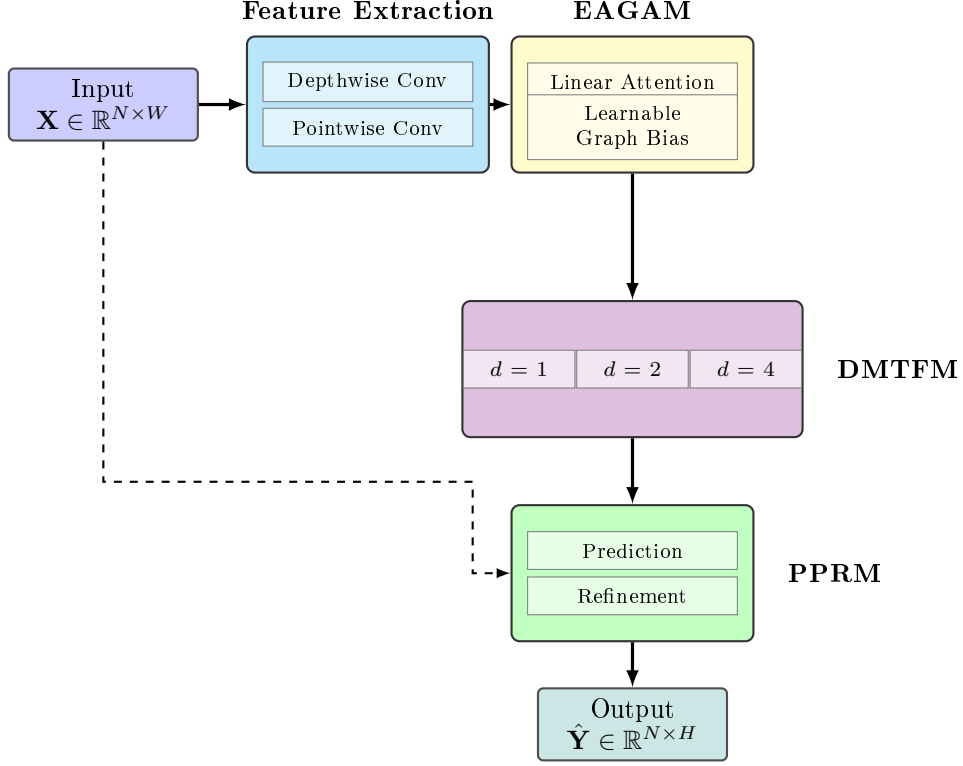 Feature Extraction
EAGAM
Input
𝐗 ∈ ℝ^{N×W}
Depthwise Conv
Pointwise Conv
Linear Attention
Learnable
Graph Bias
d = 1
d = 2
d = 4
DMTFM
Prediction
Refinement
PPRM
Output
𝐘̂ ∈ ℝ^{N×H}